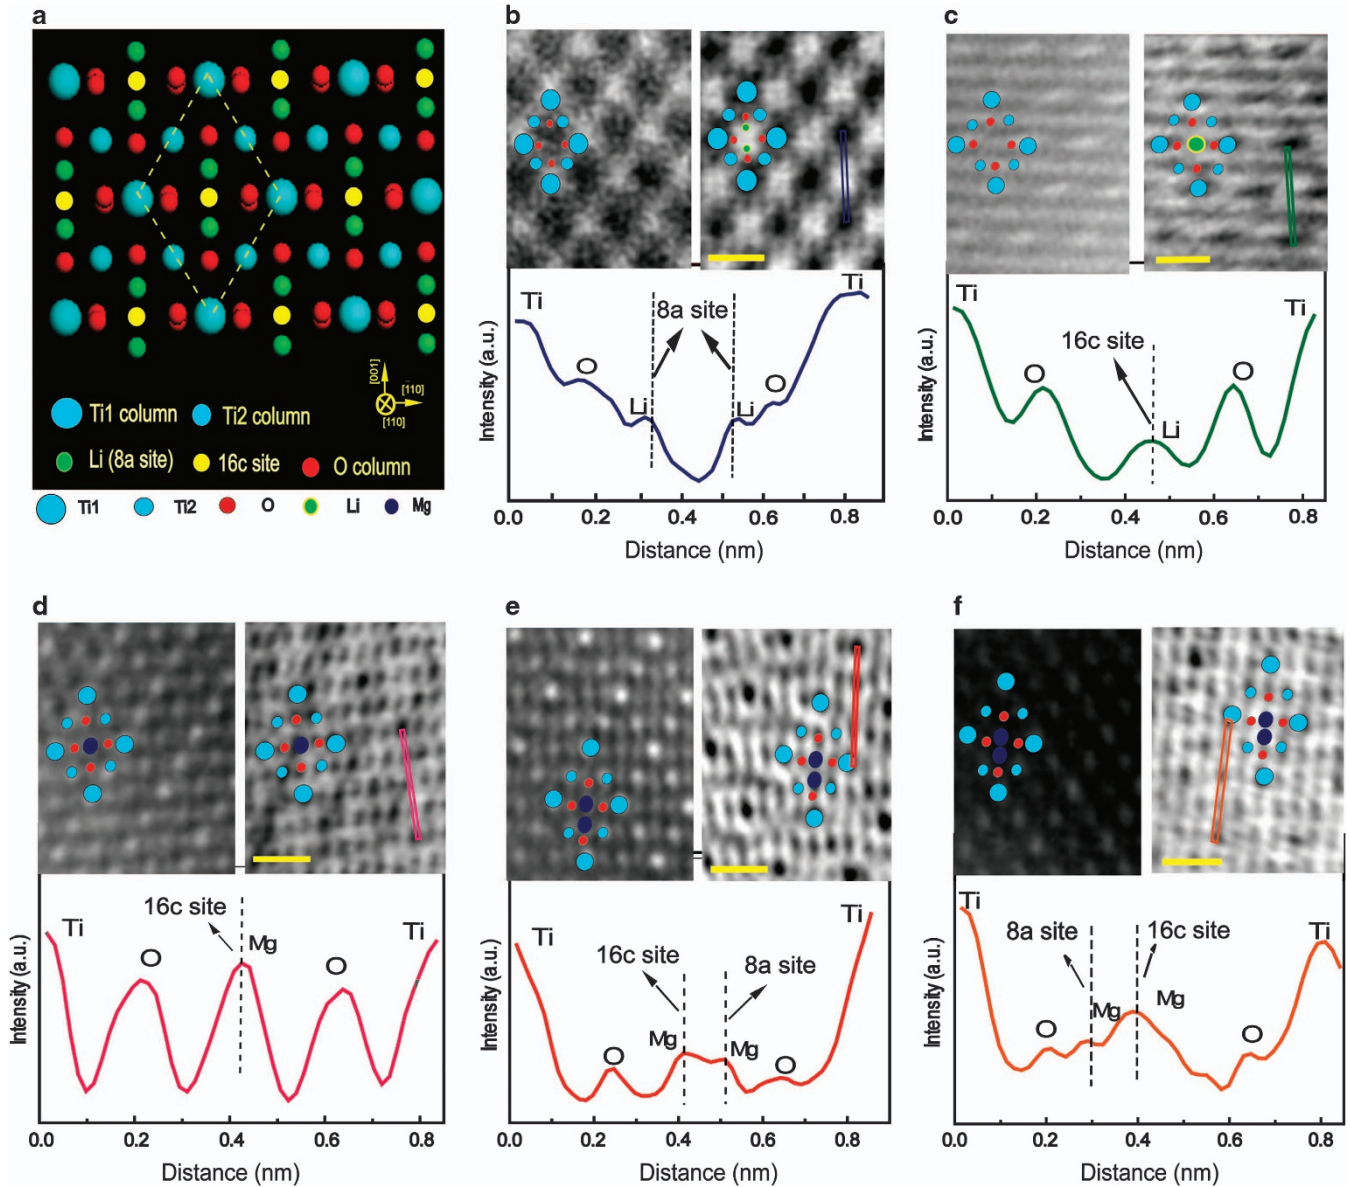 a
[001]
[1̄10]
[110]
Ti1 column
Ti2 column
Li (8a site)
16c site
O column
Ti1
Ti2
O
Li
Mg
b
Ti
O
Li
8a site
Li
O
Ti
Intensity (a.u.)
0.0 0.2 0.4 0.6 0.8
Distance (nm)
c
Ti
O
16c site
Li
O
Ti
Intensity (a.u.)
0.0 0.2 0.4 0.6 0.8
Distance (nm)
d
Ti
O
16c site
Mg
O
Ti
Intensity (a.u.)
0.0 0.2 0.4 0.6 0.8
Distance (nm)
e
Ti
O
16c site
Mg
8a site
Mg
O
Ti
Intensity (a.u.)
0.0 0.2 0.4 0.6 0.8
Distance (nm)
f
Ti
O
8a site
Mg
16c site
Mg
O
Ti
Intensity (a.u.)
0.0 0.2 0.4 0.6 0.8
Distance (nm)